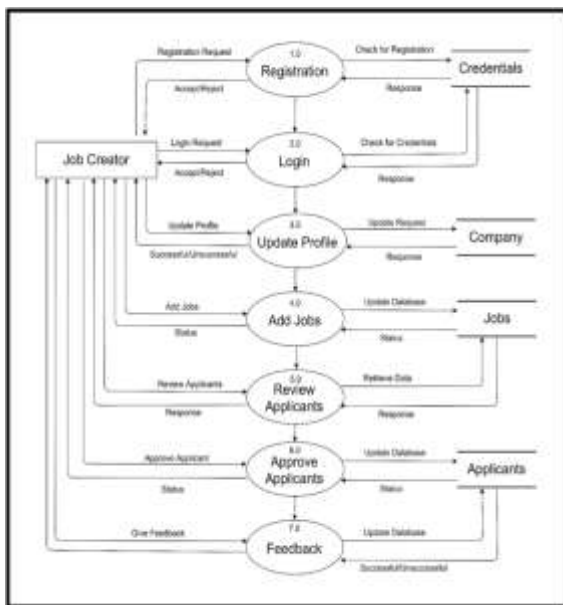 1.0
Registration Request
Check for Registration
Registration
Credentials
Accept/Reject
Response
2.0
Login Request
Check for Credentials
Job Creator
Login
Accept/Reject
Response
Update Profile
Update Request
Update Profile
Company
Successful/Unsuccessful
Response
4.0
Add Jobs
Update Database
Add Jobs
Jobs
Status
Status
5.0
Review Applicants
Retrieve Data
Review
Applicants
Response
Response
6.0
Approve Applicant
Update Database
Approve
Applicants
Applicants
Status
Status
7.0
Give Feedback
Update Database
Feedback
Successful/Unsuccessful